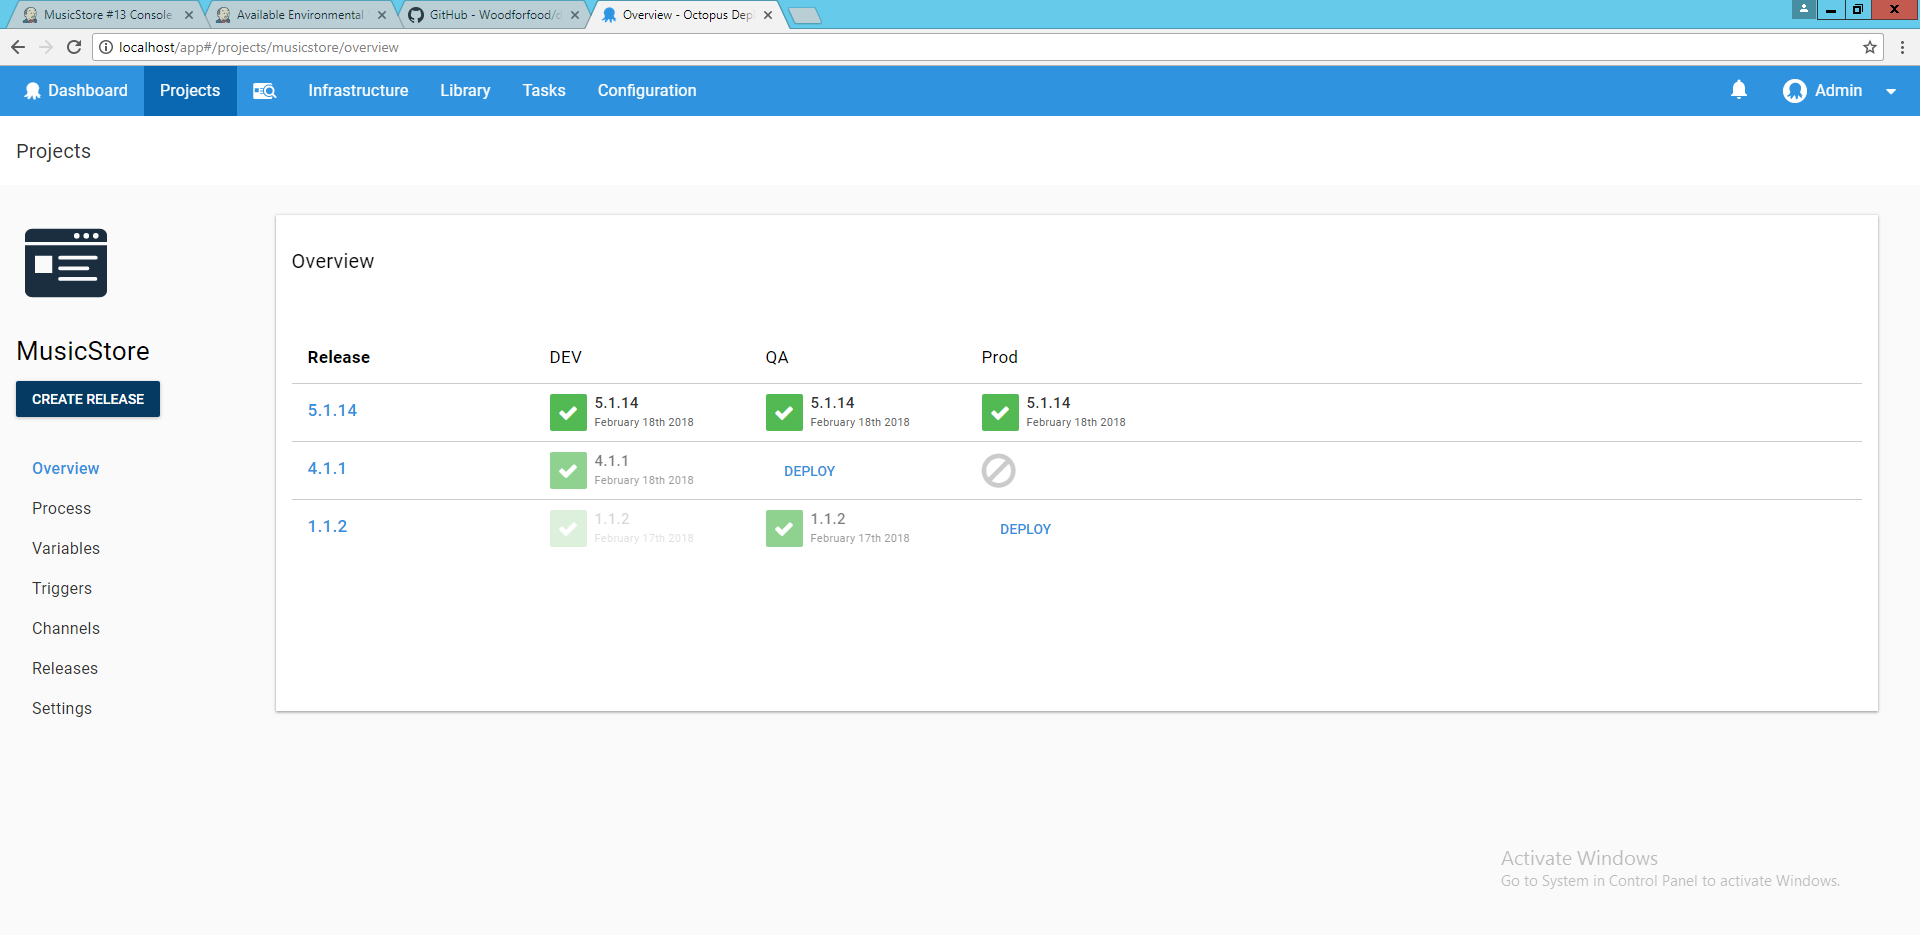 MusicStore #13 Console
Available Environmental
GitHub - Woodforfood/
Overview - Octopus Dep
localhost/app#/projects/musicstore/overview
Dashboard
Projects
Infrastructure
Library
Tasks
Configuration
Admin
Projects
MusicStore
CREATE RELEASE
Overview
Process
Variables
Triggers
Channels
Releases
Settings
Overview
Release DEV QA Prod
5.1.14 5.1.14 5.1.14 5.1.14
February 18th 2018 February 18th 2018 February 18th 2018
4.1.1 4.1.1 DEPLOY
February 18th 2018
1.1.2 1.1.2 1.1.2 DEPLOY
February 17th 2018 February 17th 2018
Activate Windows
Go to System in Control Panel to activate Windows.